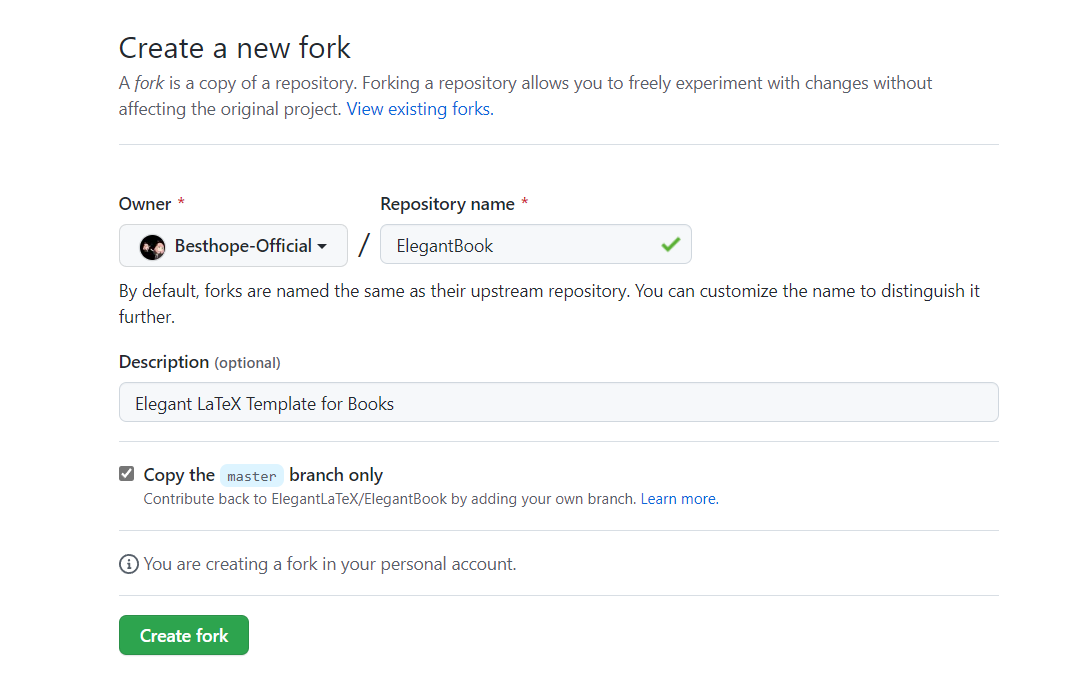 Create a new fork
A fork is a copy of a repository. Forking a repository allows you to freely experiment with changes without
affecting the original project. View existing forks.
Owner *
Repository name *
Besthope-Official
/
ElegantBook
By default, forks are named the same as their upstream repository. You can customize the name to distinguish it
further.
Description (optional)
Elegant LaTeX Template for Books
Copy the master branch only
Contribute back to ElegantLaTeX/ElegantBook by adding your own branch. Learn more.
You are creating a fork in your personal account.
Create fork